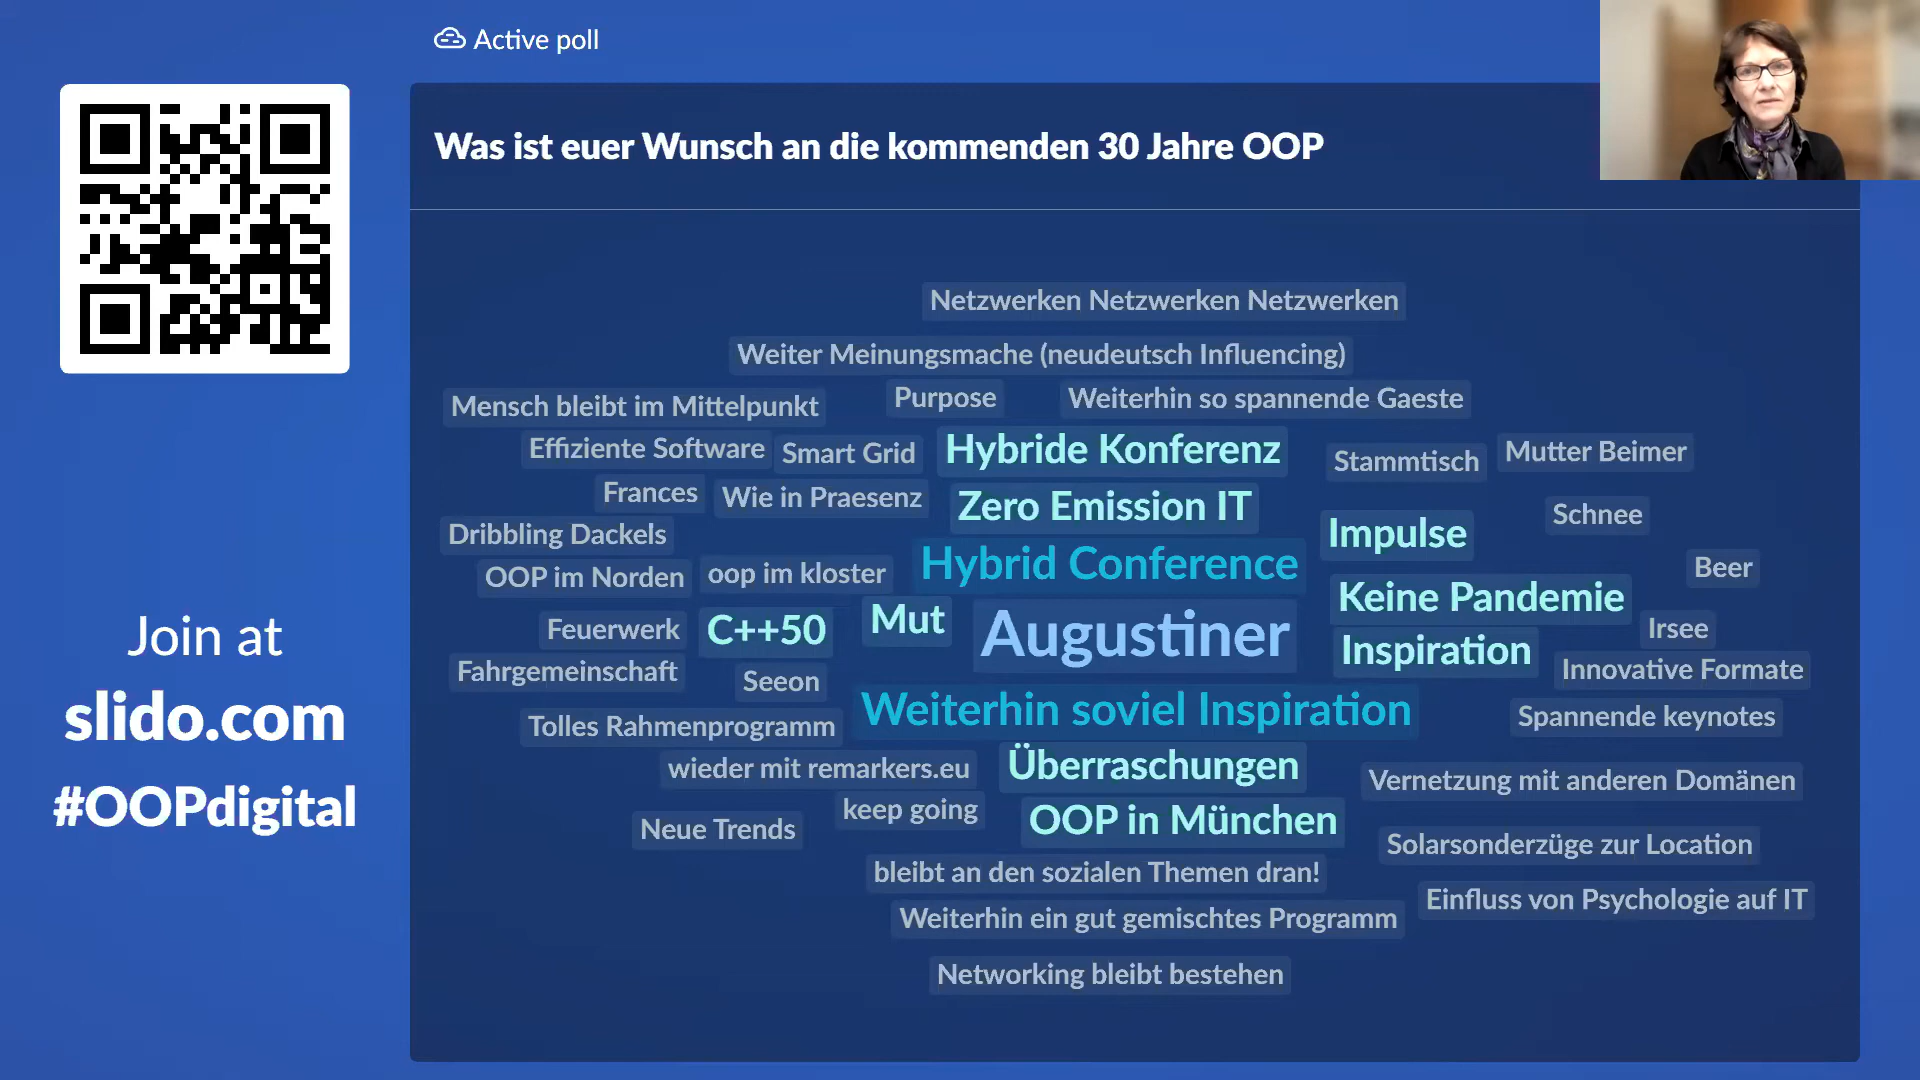 Active poll
Was ist euer Wunsch an die kommenden 30 Jahre OOP
Join at
slido.com
#OOPdigital
Netzwerken Netzwerken Netzwerken
Weiter Meinungsmache (neudeutsch Influencing)
Mensch bleibt im Mittelpunkt
Purpose
Weiterhin so spannende Gaeste
Effiziente Software
Smart Grid
Hybride Konferenz
Stammtisch
Mutter Beimer
Frances
Wie in Praesenz
Zero Emission IT
Impulse
Schnee
Dribbling Dackels
OOP im Norden
oop im kloster
Hybrid Conference
Keine Pandemie
Beer
Feuerwerk
C++50
Mut
Augustiner
Inspiration
Irsee
Fahrgemeinschaft
Seeon
Innovative Formate
Tolles Rahmenprogramm
Weiterhin soviel Inspiration
Spannende keynotes
wieder mit remarkers.eu
Überraschungen
Vernetzung mit anderen Domänen
keep going
Neue Trends
OOP in München
Solarsonderzüge zur Location
bleibt an den sozialen Themen dran!
Einfluss von Psychologie auf IT
Weiterhin ein gut gemischtes Programm
Networking bleibt bestehen